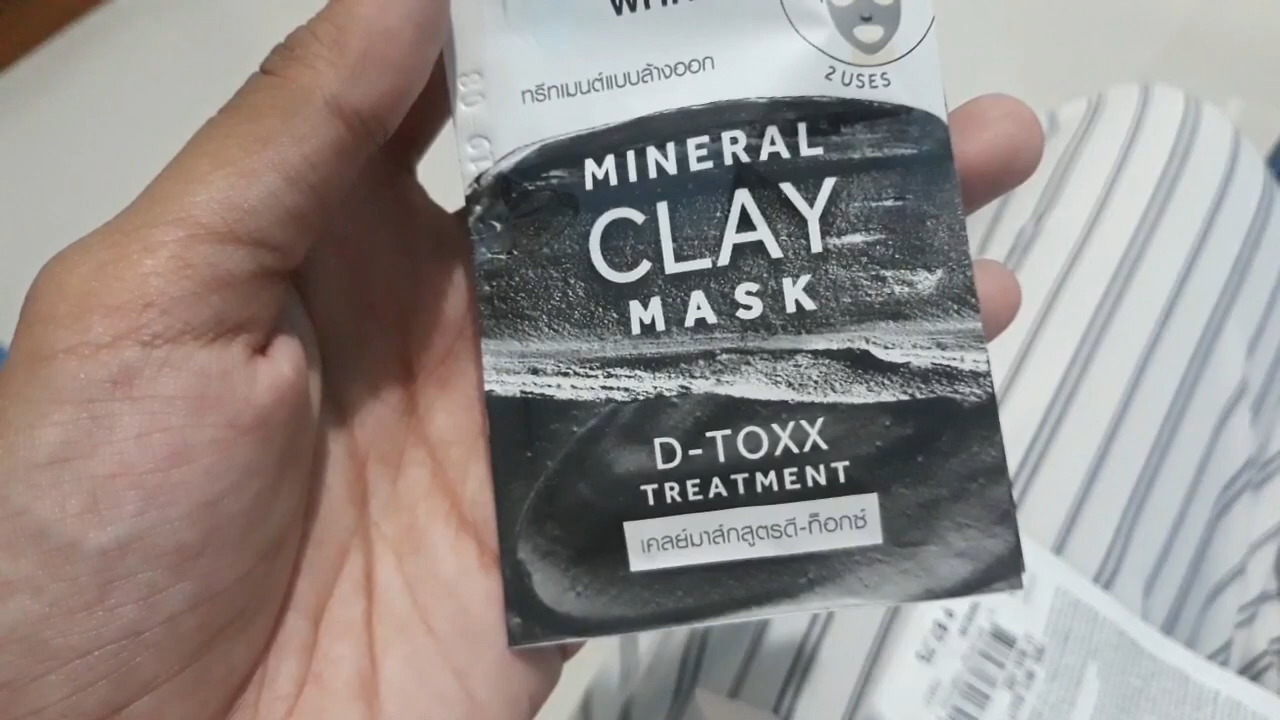 ทรีทเมนต์แบบล้างออก
2 USES
MINERAL
CLAY
MASK
D-TOXX
TREATMENT
เคลย์มาส์กสูตรดี-ท็อกซ์